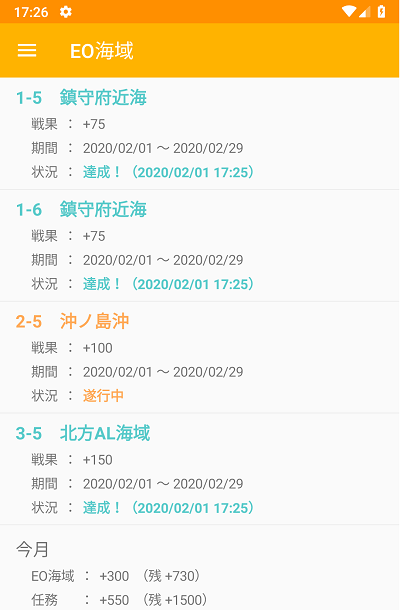 17:26
EO海域
1-5 鎮守府近海
戦果 ： +75
期間 ： 2020/02/01 ～ 2020/02/29
状況 ： 達成！（2020/02/01 17:25）
1-6 鎮守府近海
戦果 ： +75
期間 ： 2020/02/01 ～ 2020/02/29
状況 ： 達成！（2020/02/01 17:25）
2-5 沖ノ島沖
戦果 ： +100
期間 ： 2020/02/01 ～ 2020/02/29
状況 ： 遂行中
3-5 北方AL海域
戦果 ： +150
期間 ： 2020/02/01 ～ 2020/02/29
状況 ： 達成！（2020/02/01 17:25）
今月
EO海域 ： +300 （残 +730）
任務 ： +550 （残 +1500）